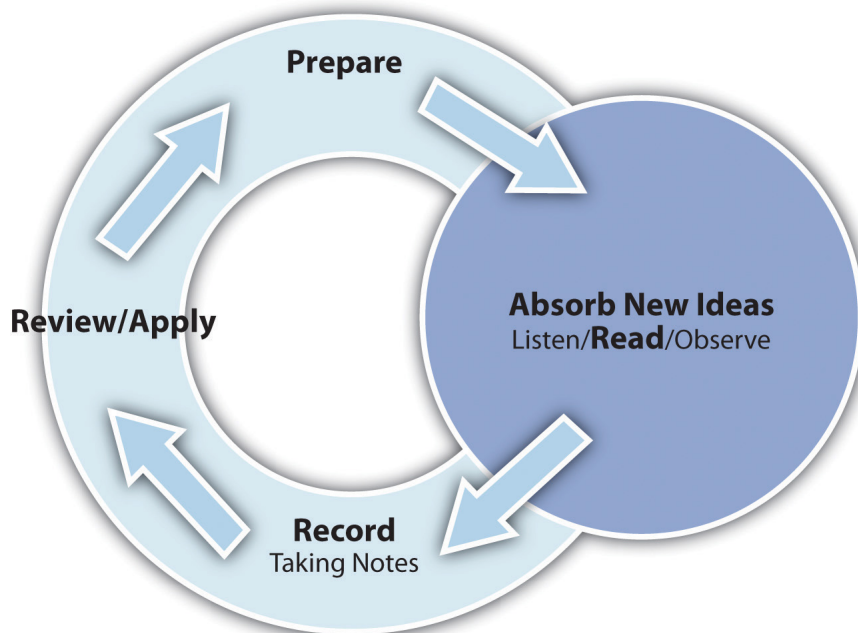 Prepare
Absorb New Ideas
Listen/Read/Observe
Record
Taking Notes
Review/Apply